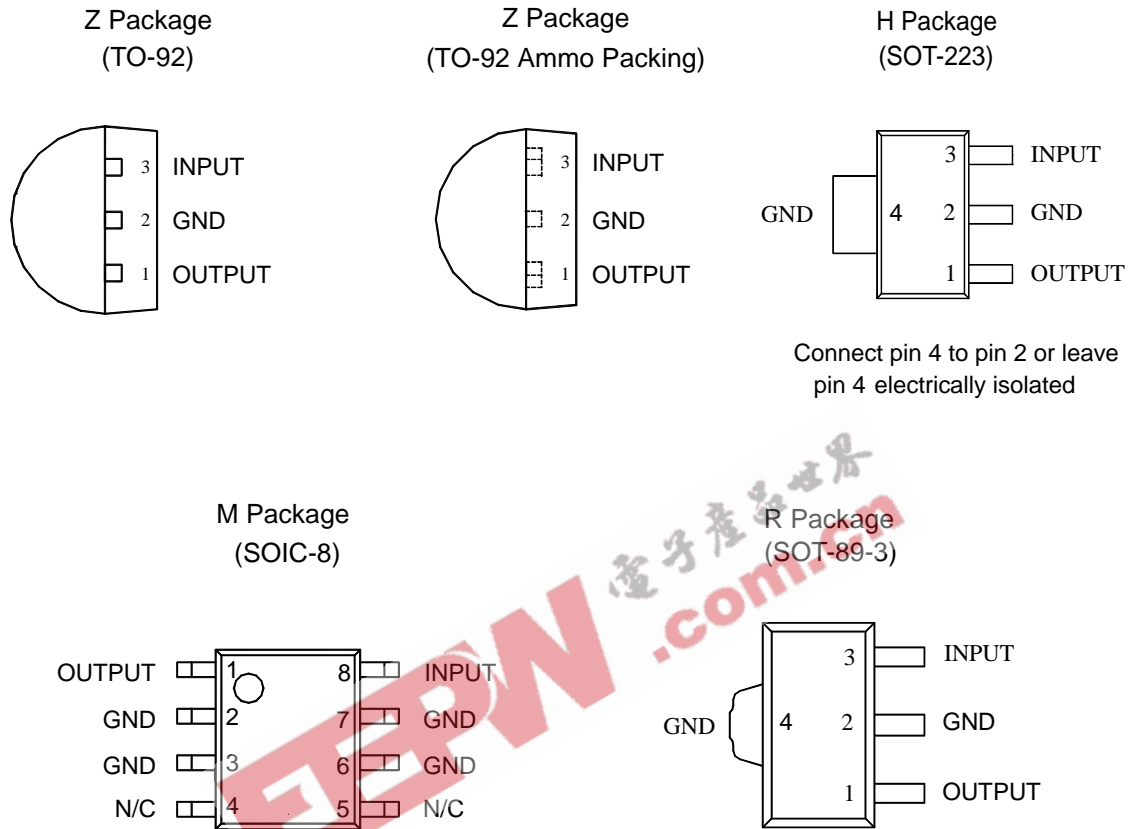 Z Package
(TO-92)
Z Package
(TO-92 Ammo Packing)
H Package
(SOT-223)
3 INPUT
2 GND
1 OUTPUT
3 INPUT
2 GND
1 OUTPUT
GND 4
3 INPUT
2 GND
1 OUTPUT
Connect pin 4 to pin 2 or leave
pin 4 electrically isolated
M Package
(SOIC-8)
R Package
(SOT-89-3)
OUTPUT 1 8 INPUT
GND 2 7 GND
GND 3 6 GND
N/C 4 5 N/C
GND 4
3 INPUT
2 GND
1 OUTPUT
EEPW
電子產品世界
.com.cn